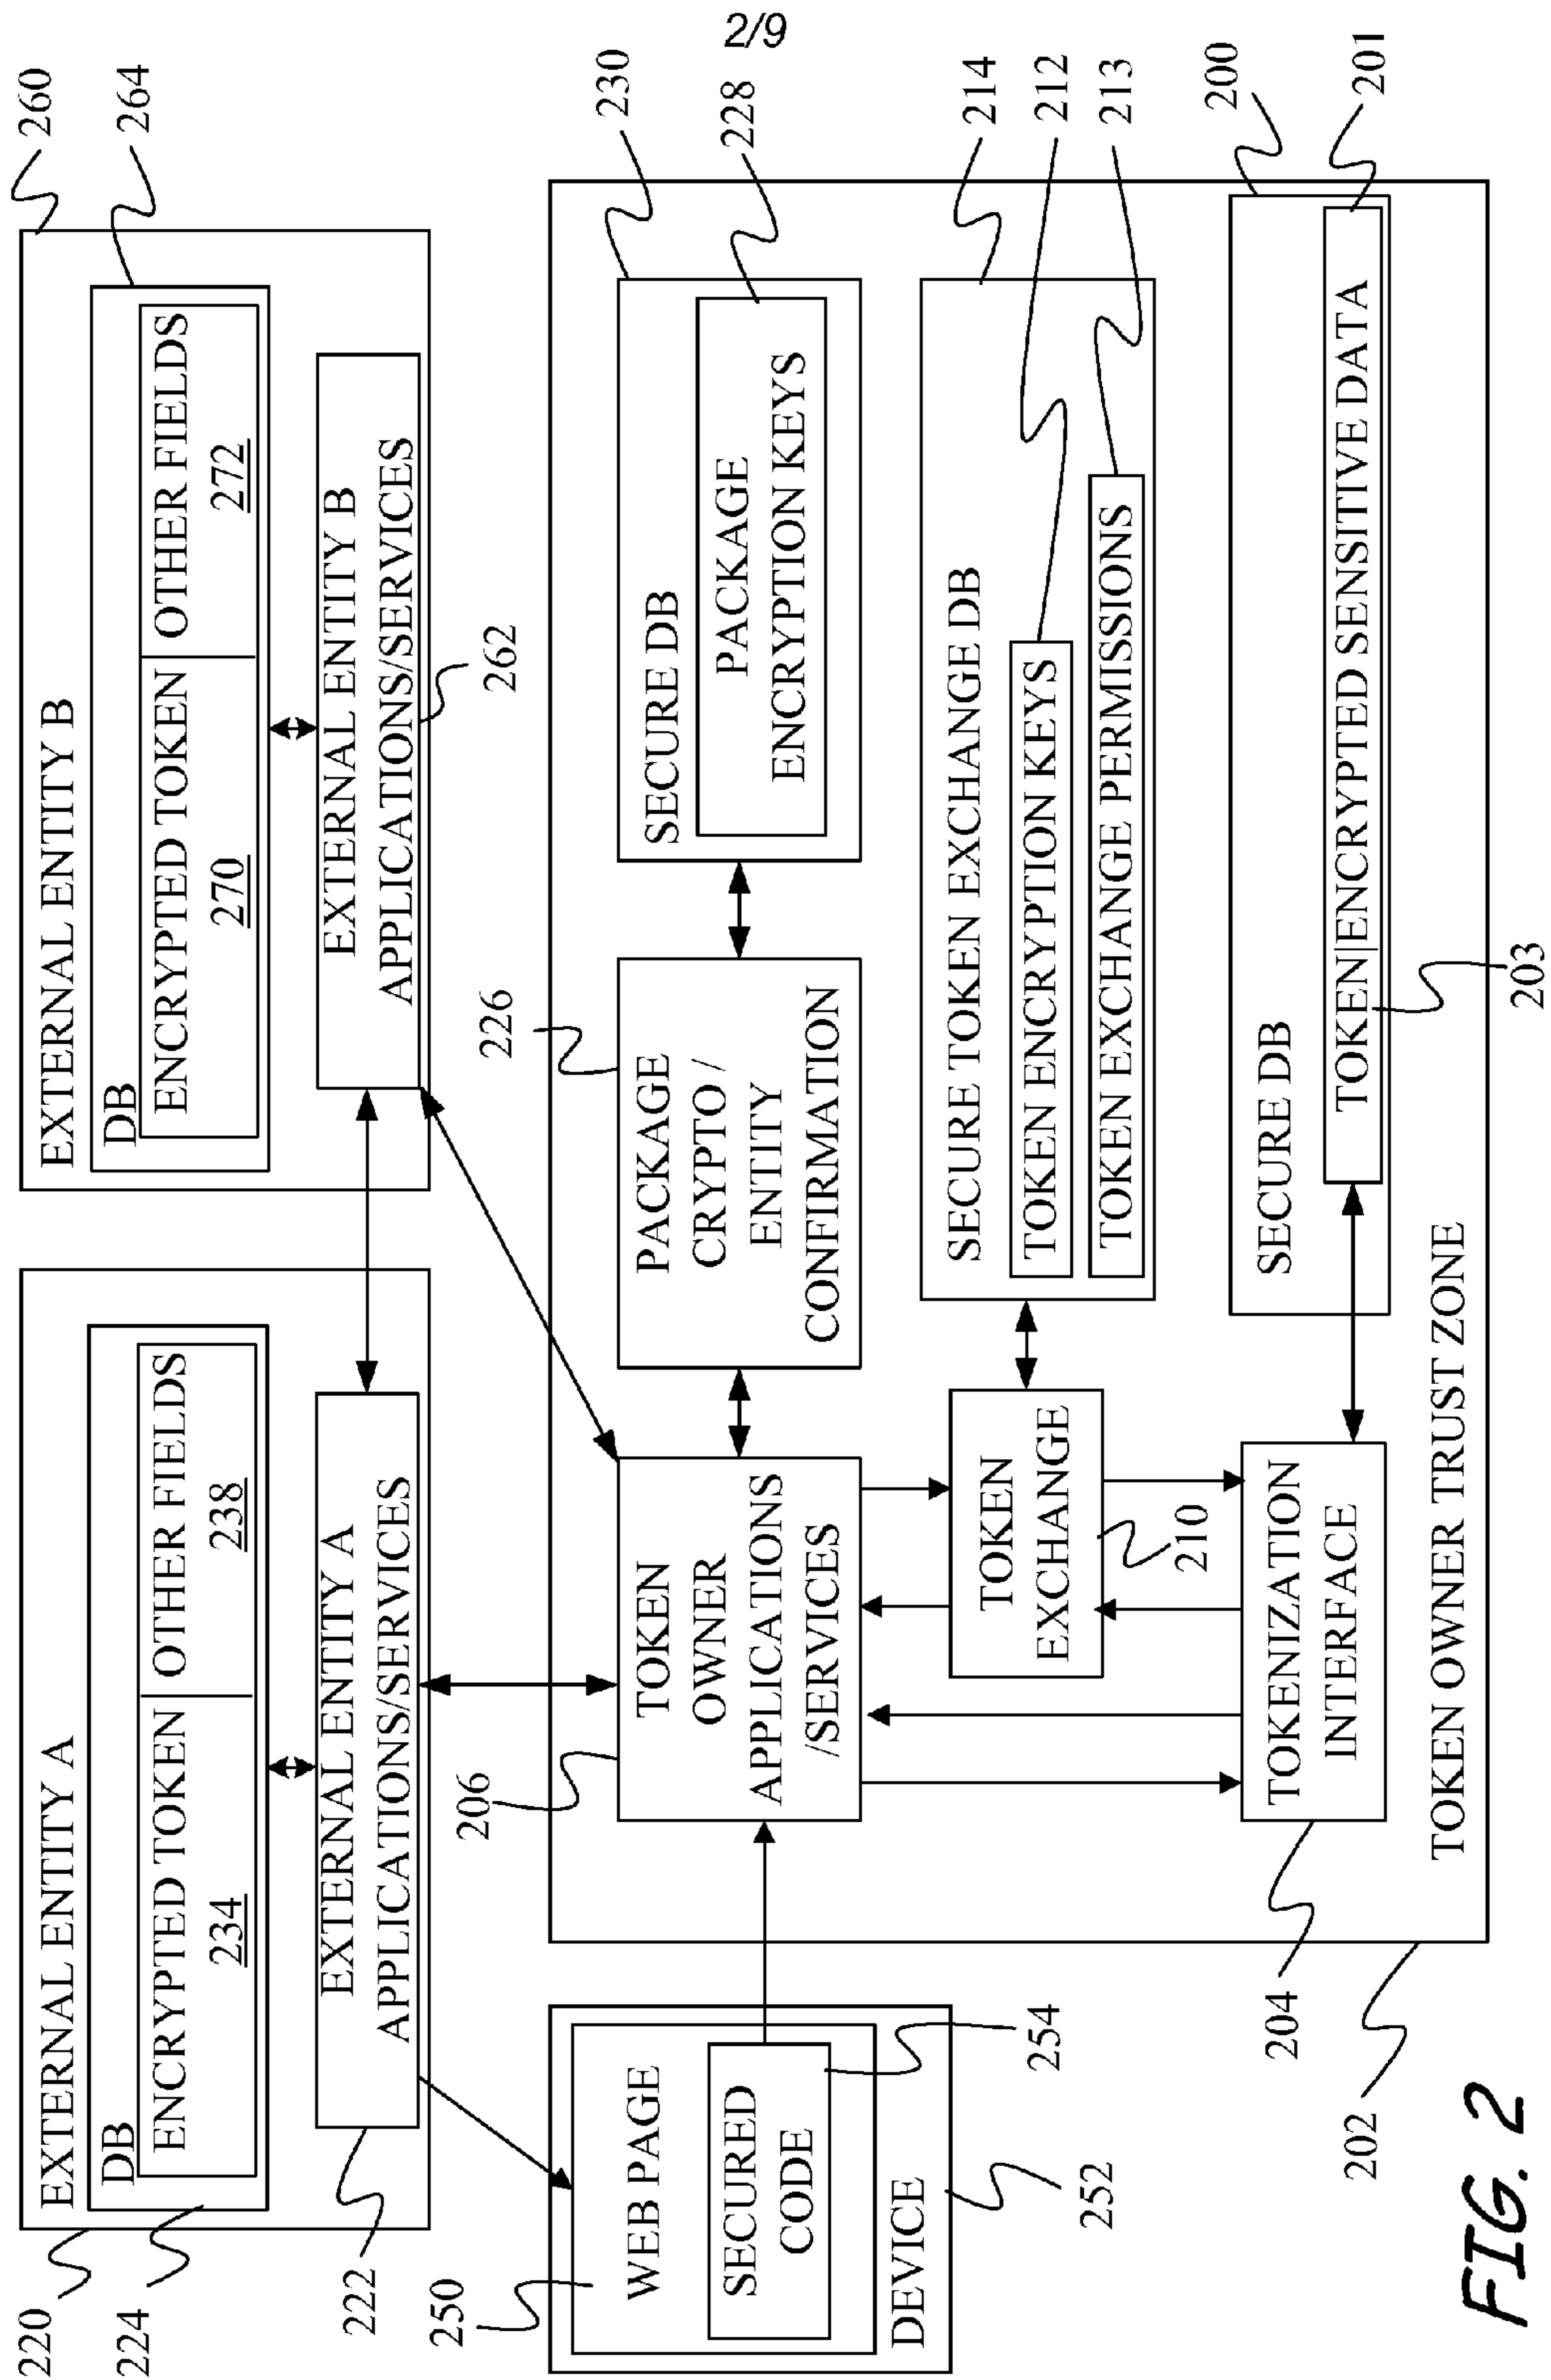 2/9
EXTERNAL ENTITY A
220
DB
224
ENCRYPTED TOKEN
234
OTHER FIELDS
238
EXTERNAL ENTITY A
APPLICATIONS/SERVICES
222
EXTERNAL ENTITY B
260
DB
264
ENCRYPTED TOKEN
270
OTHER FIELDS
272
EXTERNAL ENTITY B
APPLICATIONS/SERVICES
262
250
WEB PAGE
SECURED
CODE
254
DEVICE
252
206
TOKEN
OWNER
APPLICATIONS
/SERVICES
226
PACKAGE
CRYPTO /
ENTITY
CONFIRMATION
230
SECURE DB
228
PACKAGE
ENCRYPTION KEYS
TOKEN
EXCHANGE
210
214
SECURE TOKEN EXCHANGE DB
212
TOKEN ENCRYPTION KEYS
213
TOKEN EXCHANGE PERMISSIONS
TOKENIZATION
INTERFACE
204
200
SECURE DB
201
TOKEN|ENCRYPTED SENSITIVE DATA
203
TOKEN OWNER TRUST ZONE
202
FIG. 2